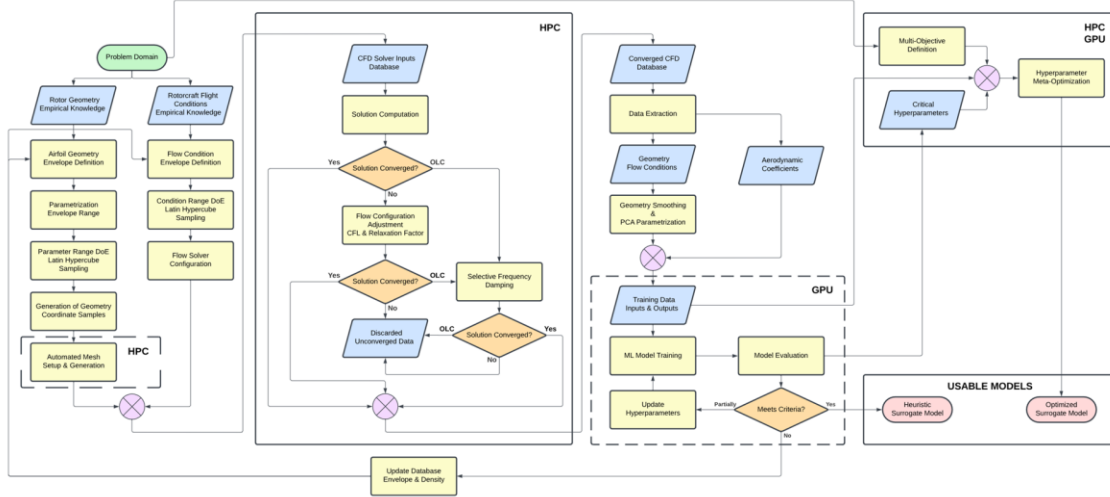 Problem Domain
Rotor Geometry
Empirical Knowledge
Rotorcraft Flight
Conditions
Empirical Knowledge
Airfoil Geometry
Envelope Definition
Flow Condition
Envelope Definition
Parametrization
Envelope Range
Condition Range DoE
Latin Hypercube
Sampling
Parameter Range DoE
Latin Hypercube
Sampling
Flow Solver
Configuration
Generation of Geometry
Coordinate Samples
HPC
Automated Mesh
Setup & Generation
HPC
CFD Solver Inputs
Database
Solution Computation
Yes
OLC
Solution Converged?
No
Flow Configuration
Adjustment
CFL & Relaxation Factor
Yes
OLC
Solution Converged?
Selective Frequency
Damping
No
Discarded
Unconverged Data
OLC
Yes
Solution Converged?
No
Converged CFD
Database
Data Extraction
Geometry
Flow Conditions
Aerodynamic
Coefficients
Geometry Smoothing
&
PCA Parametrization
GPU
Training Data
Inputs & Outputs
ML Model Training
Model Evaluation
Update
Hyperparameters
Partially
Meets Criteria?
Yes
No
Update Database
Envelope & Density
HPC
GPU
Multi-Objective
Definition
Hyperparameter
Meta-Optimization
Critical
Hyperparameters
USABLE MODELS
Heuristic
Surrogate Model
Optimized
Surrogate Model